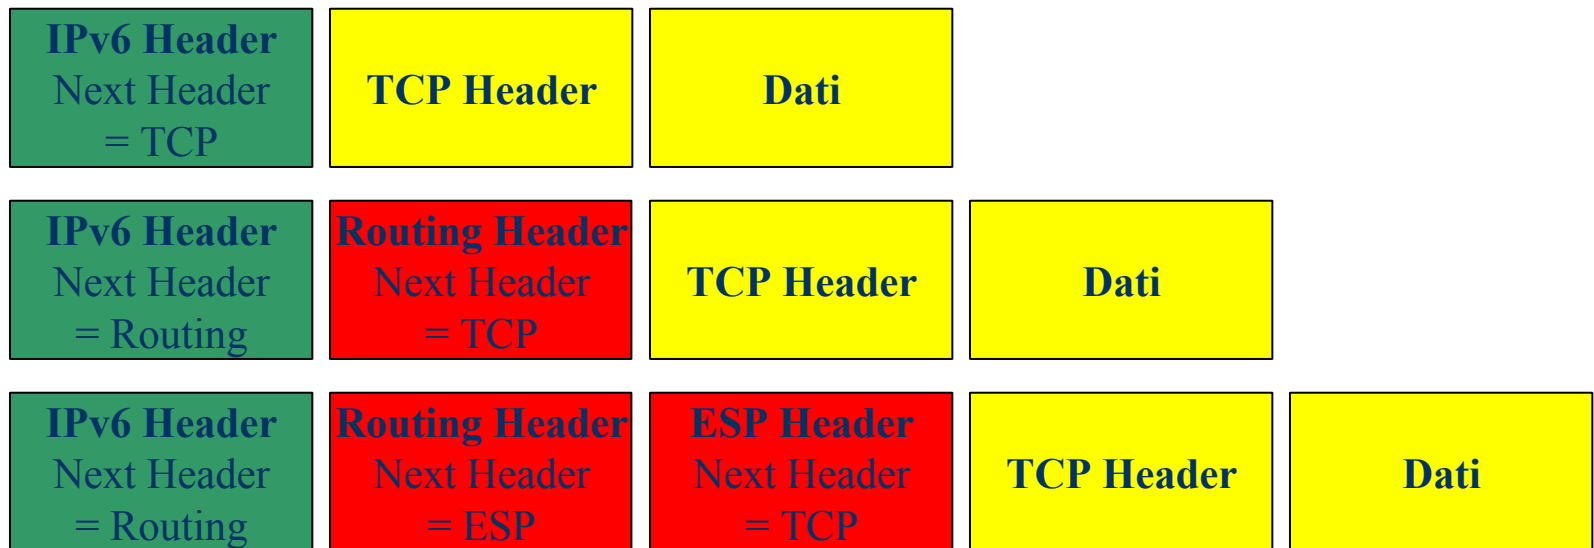 IPv6 Header
Next Header
= TCP
TCP Header
Dati
IPv6 Header
Next Header
= Routing
Routing Header
Next Header
= TCP
TCP Header
Dati
IPv6 Header
Next Header
= Routing
Routing Header
Next Header
= ESP
ESP Header
Next Header
= TCP
TCP Header
Dati